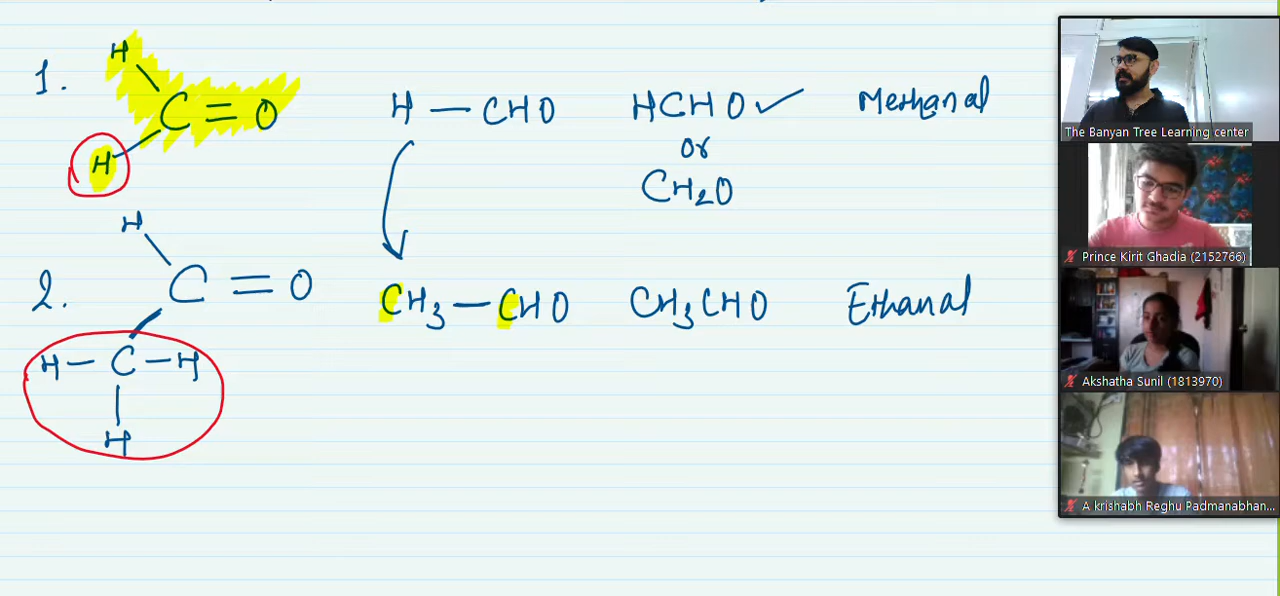 1.
H
C = O
H
H — CHO
HCHO ✓
or
CH₂O
Methanal
2.
H
C = O
H — C — H
H
CH₃ — CHO
CH₃CHO
Ethanal
The Banyan Tree Learning center
Prince Kirit Ghadia (2152766)
Akshatha Sunil (1813970)
A krishabh Reghu Padmanabhan...